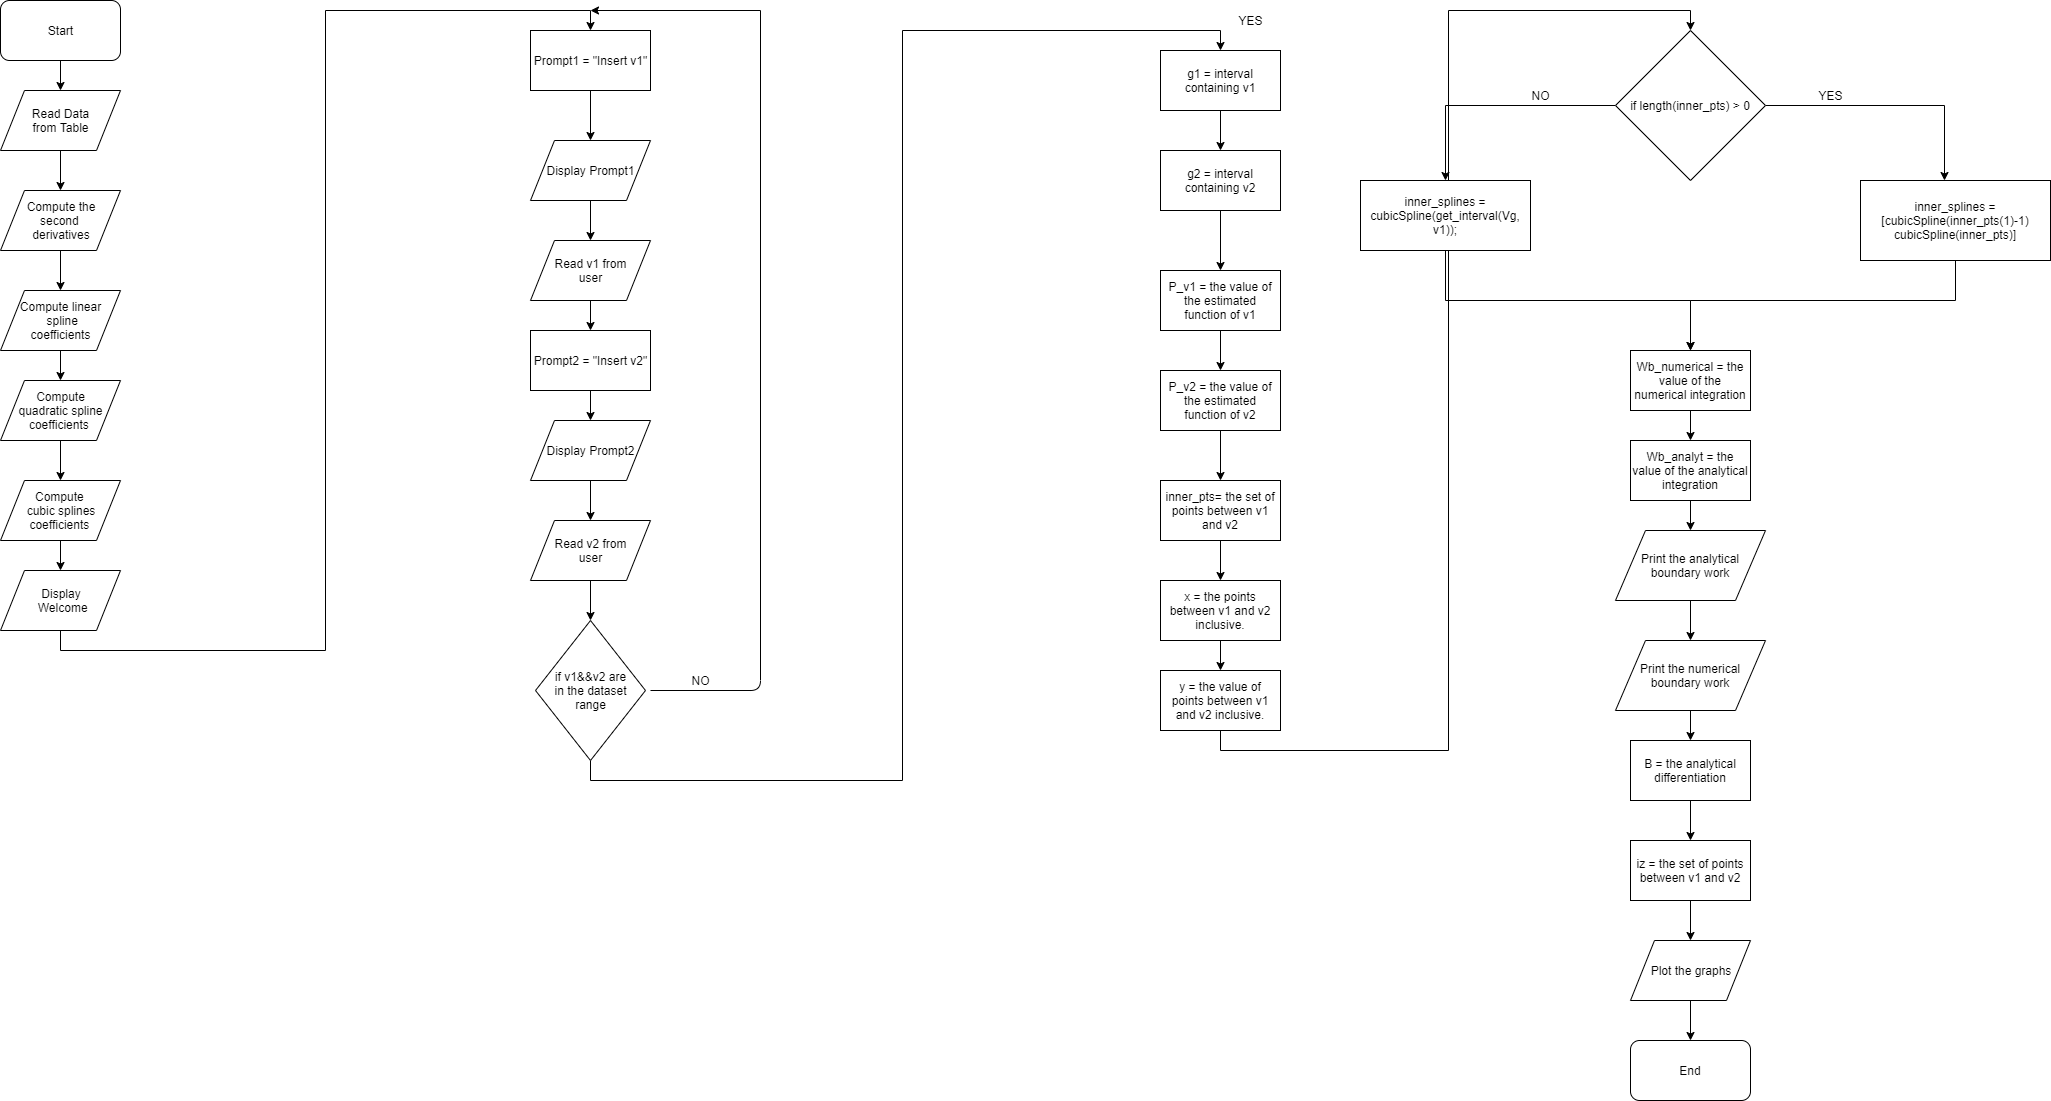 Start
Read Data
from Table
Compute the
second
derivatives
Compute linear
spline
coefficients
Compute
quadratic spline
coefficients
Compute
cubic splines
coefficients
Display
Welcome
Prompt1 = "Insert v1"
Display Prompt1
Read v1 from
user
Prompt2 = "Insert v2"
Display Prompt2
Read v2 from
user
if v1&&v2 are
in the dataset
range
NO
YES
g1 = interval
containing v1
g2 = interval
containing v2
P_v1 = the value of
the estimated
function of v1
P_v2 = the value of
the estimated
function of v2
inner_pts= the set of
points between v1
and v2
x = the points
between v1 and v2
inclusive.
y = the value of
points between v1
and v2 inclusive.
if length(inner_pts) > 0
NO
YES
inner_splines =
cubicSpline(get_interval(Vg,
v1));
inner_splines =
[cubicSpline(inner_pts(1)-1)
cubicSpline(inner_pts)]
Wb_numerical = the
value of the
numerical integration
Wb_analyt = the
value of the analytical
integration
Print the analytical
boundary work
Print the numerical
boundary work
B = the analytical
differentiation
iz = the set of points
between v1 and v2
Plot the graphs
End